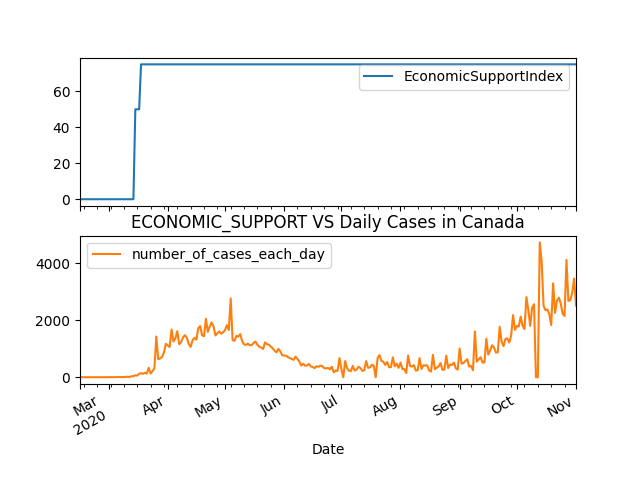 EconomicSupportIndex
60
40
20
0
ECONOMIC_SUPPORT VS Daily Cases in Canada
number_of_cases_each_day
4000
2000
0
Mar
2020
Apr
May
Jun
Jul
Aug
Sep
Oct
Nov
Date